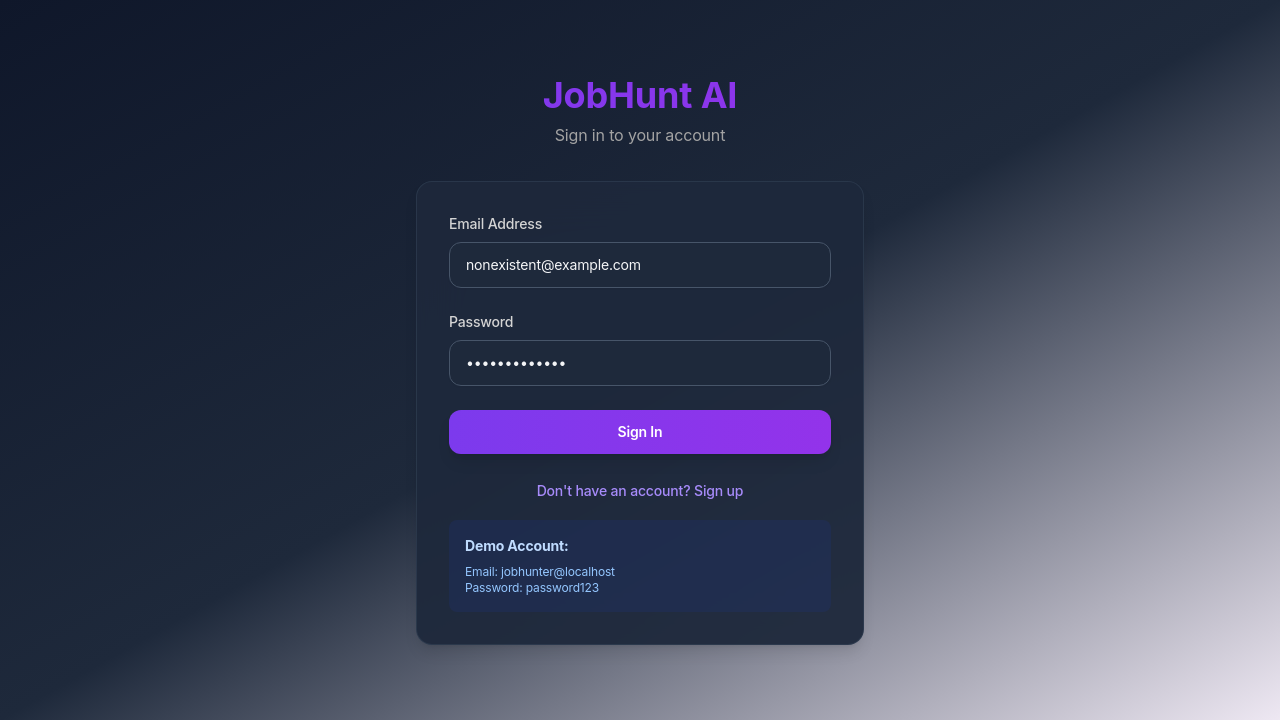 JobHunt AI
Sign in to your account
Email Address
nonexistent@example.com
Password
•••••••••••••
Sign In
Don't have an account? Sign up
Demo Account:
Email: jobhunter@localhost
Password: password123